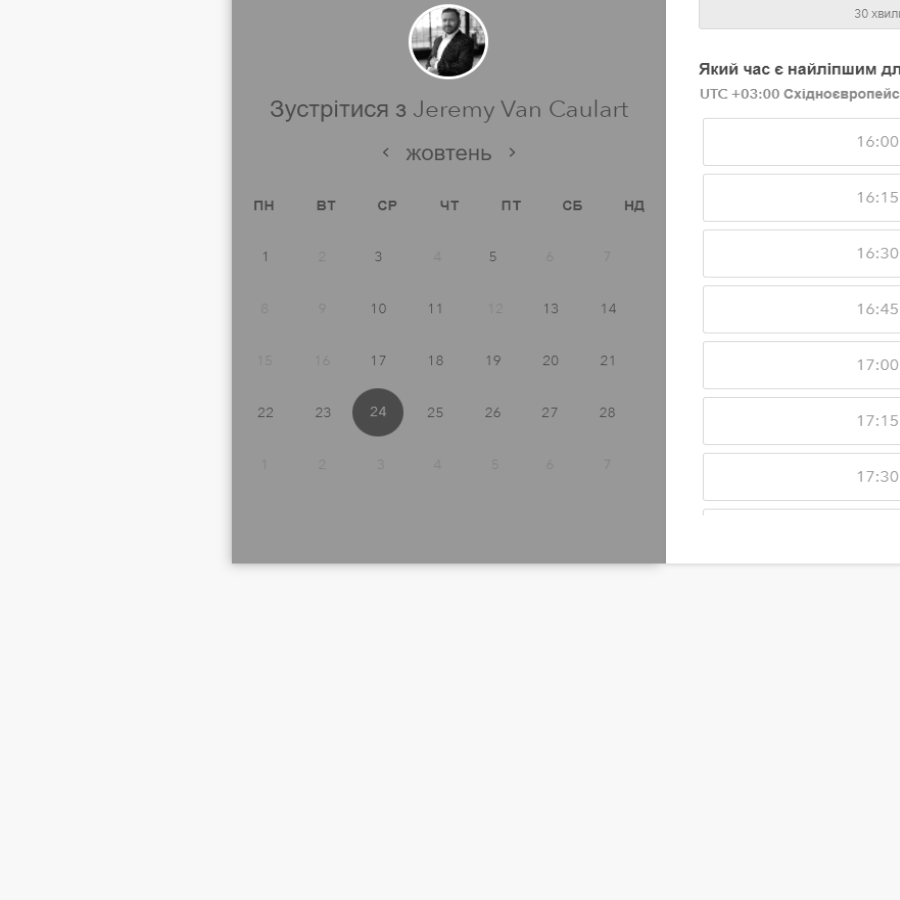 Зустрітися з Jeremy Van Caulart
жовтень
ПН ВТ СР ЧТ ПТ СБ НД
1 2 3 4 5 6 7
8 9 10 11 12 13 14
15 16 17 18 19 20 21
22 23 24 25 26 27 28
1 2 3 4 5 6 7
30 хвил
Який час є найліпшим дл
UTC +03:00 Східноєвропейс
16:00
16:15
16:30
16:45
17:00
17:15
17:30